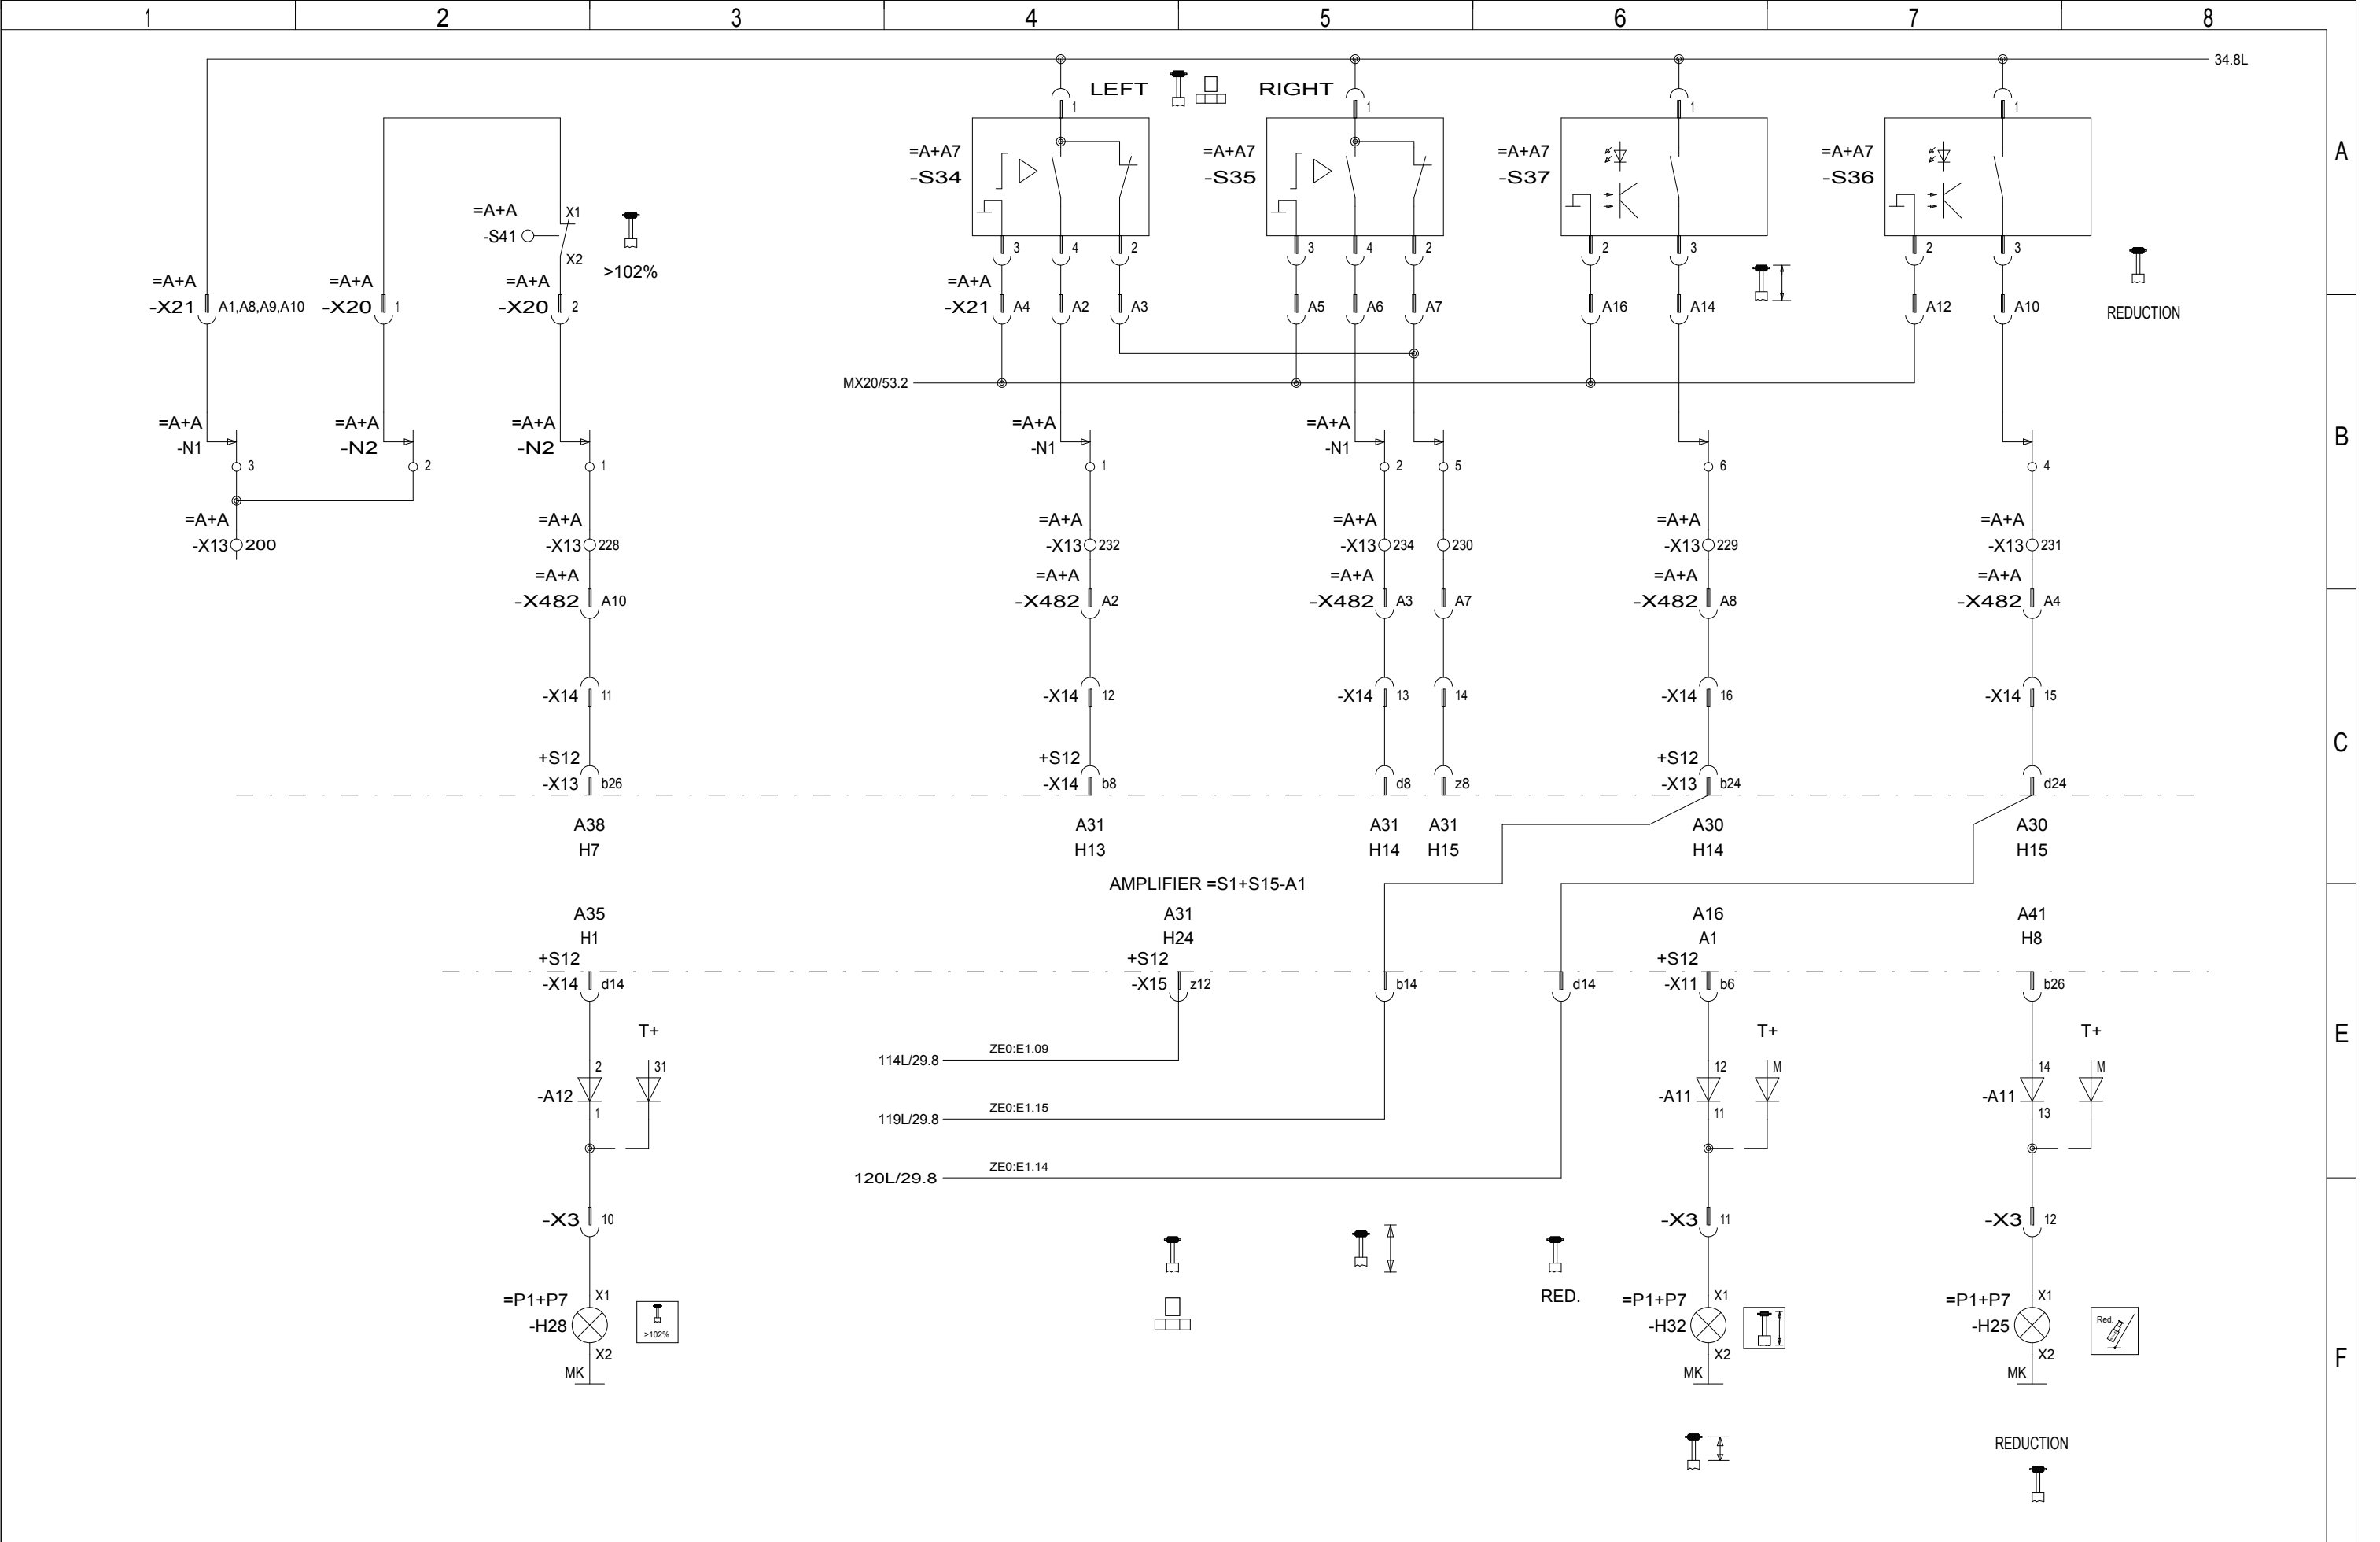 1 2 3 4 5 6 7 8
34.8L
LEFT RIGHT
1 1 1 1
=A+A7 =A+A7 =A+A7 =A+A7 A
-S34 -S35 -S37 -S36
=A+A X1
-S41
3 4 2 3 4 2 2 3 2 3
X2 >102%
=A+A =A+A =A+A =A+A
-X21 A1,A8,A9,A10 -X20 1 -X20 2 -X21 A4 A2 A3 A5 A6 A7 A16 A14 A12 A10 REDUCTION
MX20/53.2
=A+A =A+A =A+A =A+A =A+A
-N1 -N2 -N2 -N1 -N1 B
3 2 1 1 2 5 6 4
=A+A =A+A =A+A =A+A =A+A =A+A
-X13 200 -X13 228 -X13 232 -X13 234 230 -X13 229 -X13 231
=A+A =A+A =A+A =A+A =A+A
-X482 A10 -X482 A2 -X482 A3 A7 -X482 A8 -X482 A4
-X14 11 -X14 12 -X14 13 14 -X14 16 -X14 15
C
+S12 +S12 +S12
-X13 b26 -X14 b8 d8 z8 -X13 b24 d24
A38 A31 A31 A31 A30 A30
H7 H13 H14 H15 H14 H15
AMPLIFIER =S1+S15-A1
A35 A31 A16 A41
H1 H24 A1 H8
+S12 +S12 +S12
-X14 d14 -X15 z12 b14 d14 -X11 b6 b26
T+ T+ T+ E
114L/29.8 ZE0:E1.09
2 31 12 M 14 M
-A12 -A11 -A11
1 11 13
119L/29.8 ZE0:E1.15
120L/29.8 ZE0:E1.14
-X3 10 -X3 11 -X3 12
=P1+P7 X1 RED. =P1+P7 X1 =P1+P7 X1
-H28 >102% -H32 -H25 Red.
X2 X2 X2 F
MK MK MK
REDUCTION